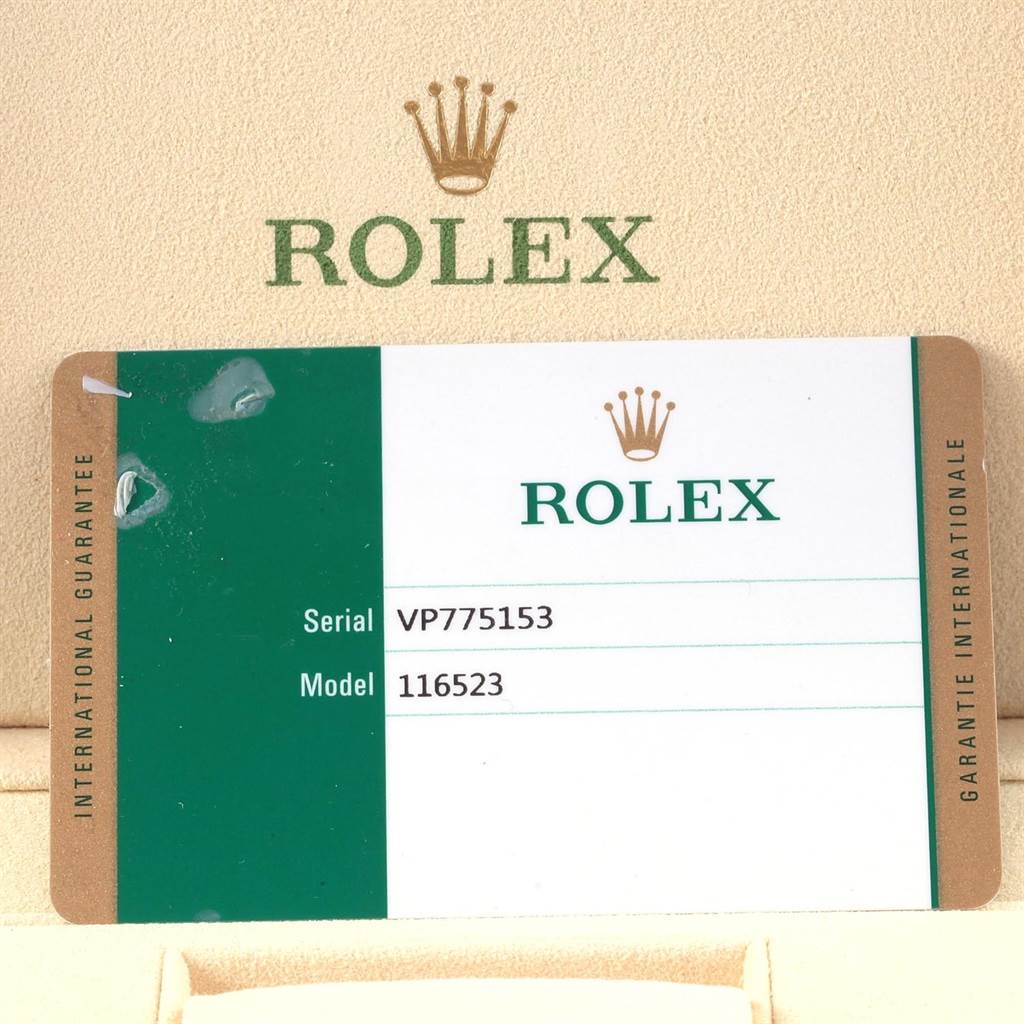 ROLEX
ROLEX
INTERNATIONAL GUARANTEE
Serial VP775153
Model 116523
GARANTIE INTERNATIONALE